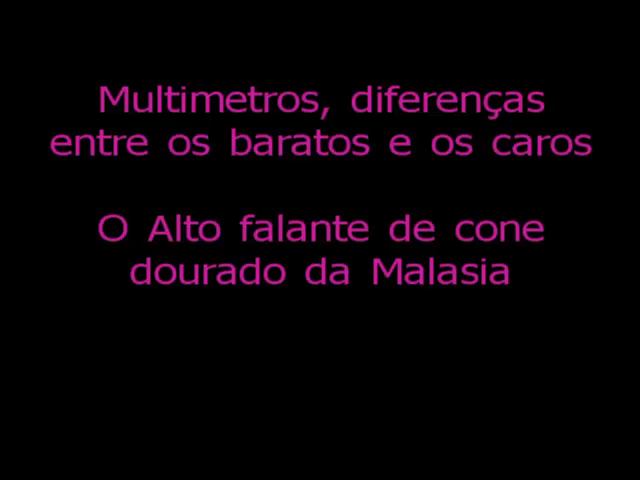 Multimetros, diferenças
entre os baratos e os caros
O Alto falante de cone
dourado da Malasia